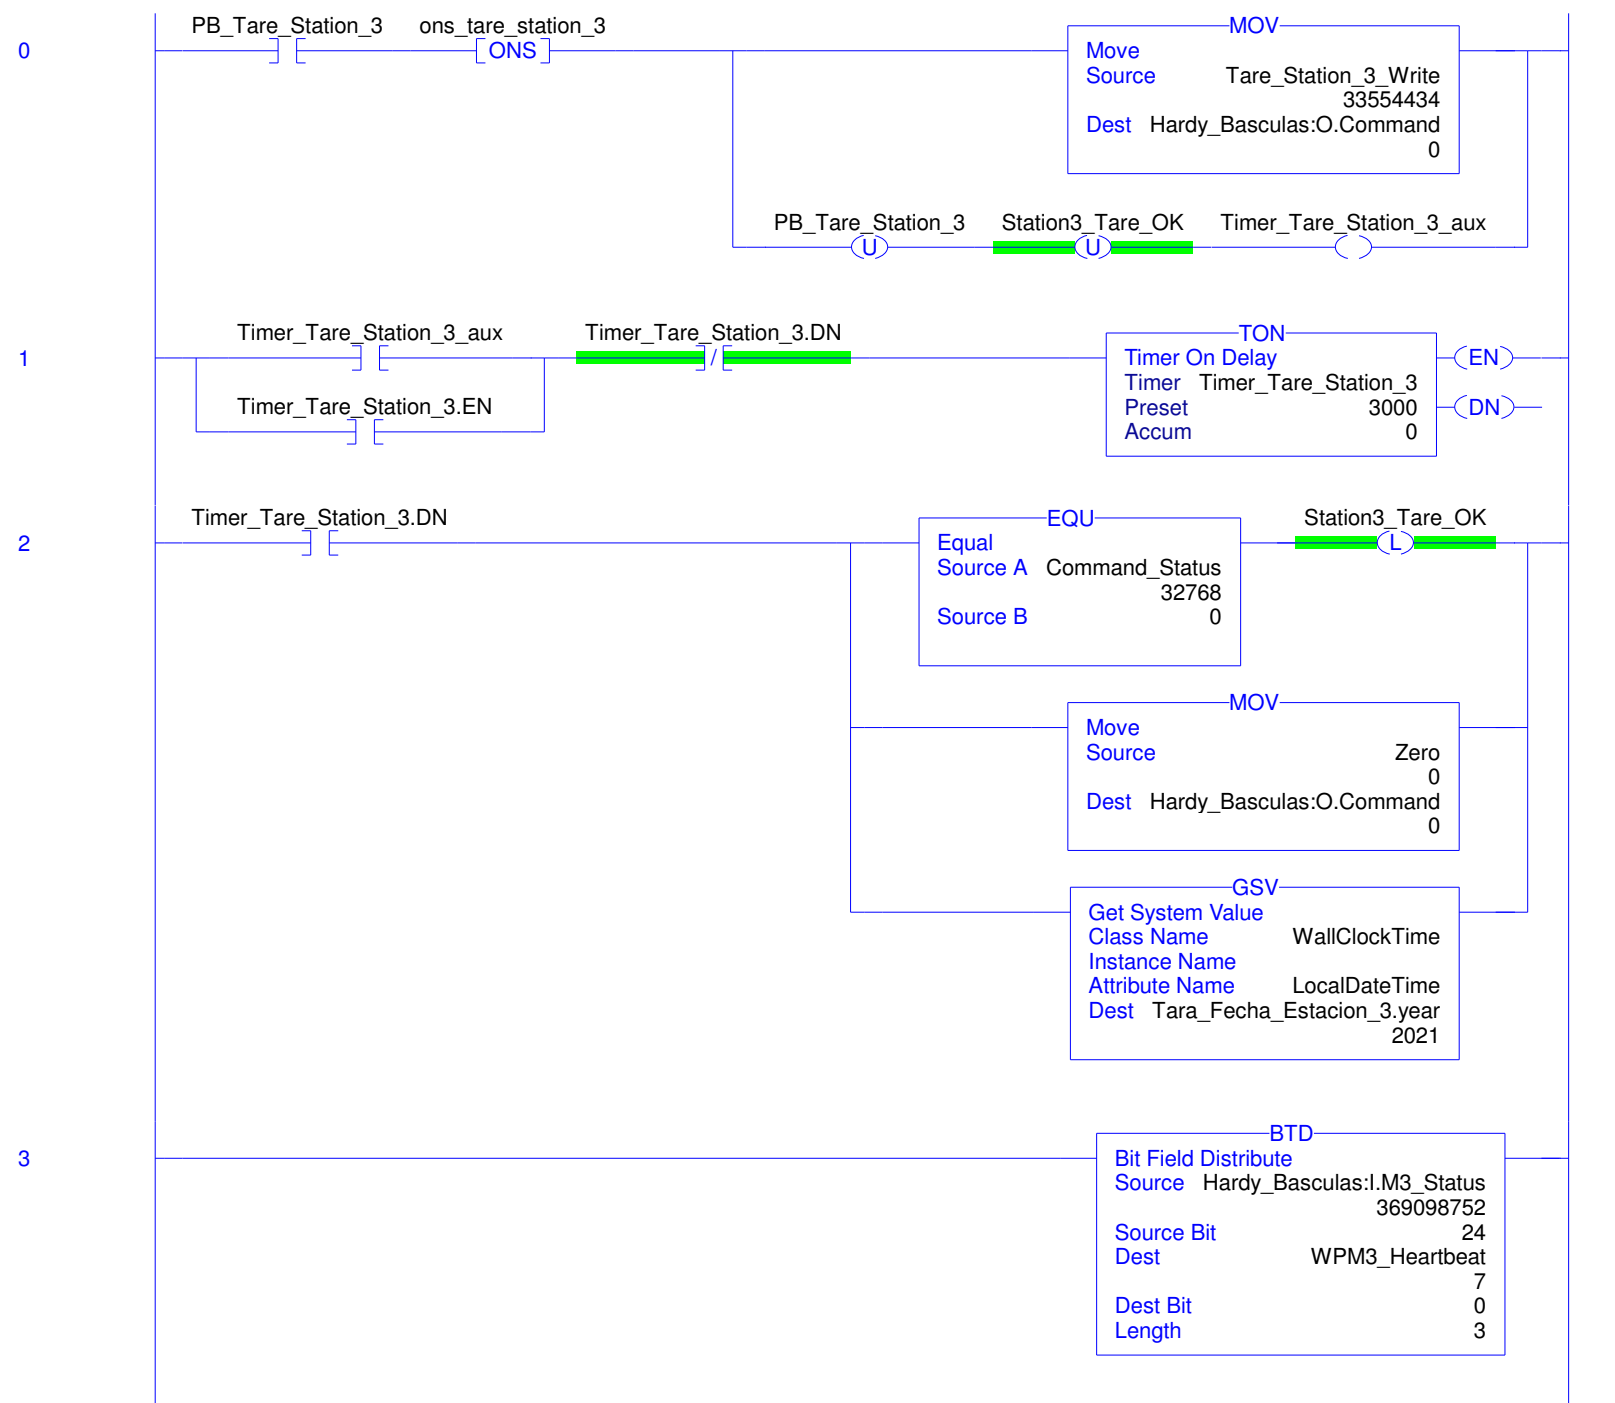 PB_Tare_Station_3 ons_tare_station_3
0
ONS
MOV
Move
Source Tare_Station_3_Write
33554434
Dest Hardy_Basculas:O.Command
0
PB_Tare_Station_3 Station3_Tare_OK Timer_Tare_Station_3_aux
U U
Timer_Tare_Station_3_aux Timer_Tare_Station_3.DN
1
/
TON
Timer On Delay
Timer Timer_Tare_Station_3
Preset 3000
Accum 0
EN
DN
Timer_Tare_Station_3.EN
Timer_Tare_Station_3.DN
2
EQU
Equal
Source A Command_Status
32768
Source B 0
Station3_Tare_OK
L
MOV
Move
Source Zero
0
Dest Hardy_Basculas:O.Command
0
GSV
Get System Value
Class Name WallClockTime
Instance Name
Attribute Name LocalDateTime
Dest Tara_Fecha_Estacion_3.year
2021
3
BTD
Bit Field Distribute
Source Hardy_Basculas:I.M3_Status
369098752
Source Bit 24
Dest WPM3_Heartbeat
7
Dest Bit 0
Length 3